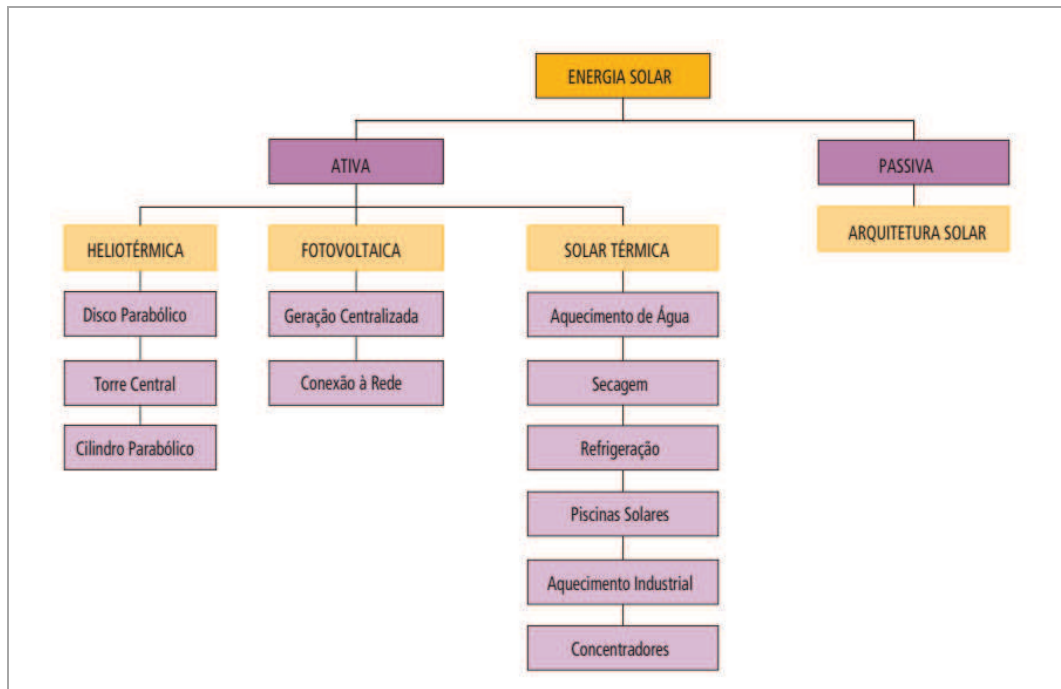 ENERGIA SOLAR
ATIVA
PASSIVA
HELIOTÉRMICA
FOTOVOLTAICA
SOLAR TÉRMICA
ARQUITETURA SOLAR
Disco Parabólico
Geração Centralizada
Aquecimento de Água
Torre Central
Conexão à Rede
Secagem
Cilindro Parabólico
Refrigeração
Piscinas Solares
Aquecimento Industrial
Concentradores